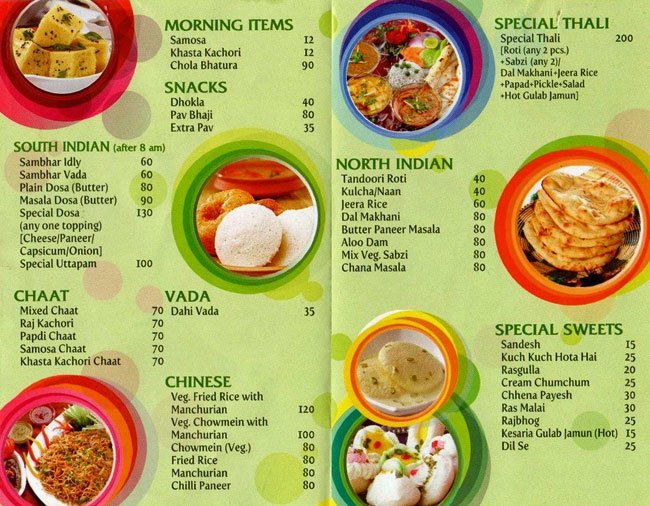 MORNING ITEMS
Samosa 12
Khasta Kachori 12
Chola Bhatura 90
SNACKS
Dhokla 40
Pav Bhaji 80
Extra Pav 35
SOUTH INDIAN (after 8 am)
Sambhar Idly 60
Sambhar Vada 60
Plain Dosa (Butter) 80
Masala Dosa (Butter) 90
Special Dosa 130
(any one topping)
[Cheese/Paneer/
Capsicum/Onion]
Special Uttapam 100
CHAAT
Mixed Chaat 70
Raj Kachori 70
Papdi Chaat 70
Samosa Chaat 70
Khasta Kachori Chaat 70
VADA
Dahi Vada 35
CHINESE
Veg. Fried Rice with
Manchurian 120
Veg. Chowmein with
Manchurian 100
Chowmein (Veg.) 80
Fried Rice 80
Manchurian 80
Chilli Paneer 80
SPECIAL THALI
Special Thali 200
[Roti (any 2 pcs.)
+Sabzi (any 2)/
Dal Makhani+Jeera Rice
+Papad+Pickle+Salad
+Hot Gulab Jamun]
NORTH INDIAN
Tandoori Roti 40
Kulcha/Naan 40
Jeera Rice 60
Dal Makhani 80
Butter Paneer Masala 80
Aloo Dam 80
Mix Veg. Sabzi 80
Chana Masala 80
SPECIAL SWEETS
Sandesh 15
Kuch Kuch Hota Hai 25
Rasgulla 20
Cream Chumchum 25
Chhena Payesh 30
Ras Malai 30
Rajbhog 25
Kesaria Gulab Jamun (Hot) 15
Dil Se 25